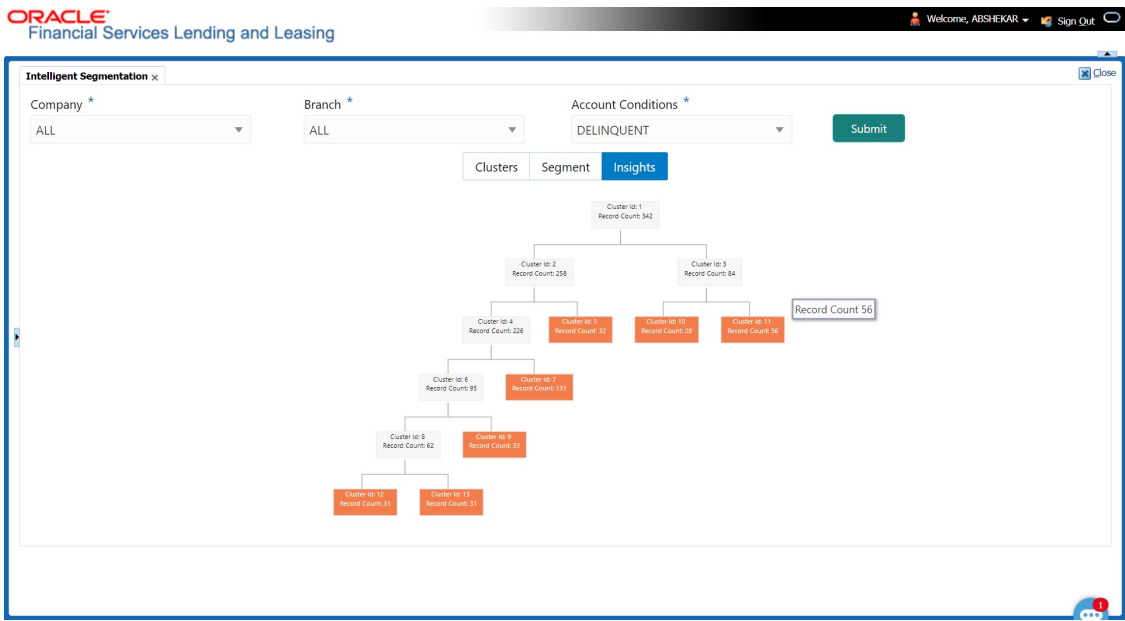 ORACLE
Financial Services Lending and Leasing
Welcome, ABSHEKAR
Sign Out
Intelligent Segmentation x
Close
Company *
Branch *
Account Conditions *
ALL
ALL
DELINQUENT
Submit
Clusters
Segment
Insights
Cluster Id: 1
Record Count: 342
Cluster Id: 2
Record Count: 258
Cluster Id: 3
Record Count: 84
Record Count 56
Cluster Id: 4
Record Count: 226
Cluster Id: 5
Record Count: 32
Cluster Id: 10
Record Count: 28
Cluster Id: 11
Record Count: 56
Cluster Id: 6
Record Count: 95
Cluster Id: 7
Record Count: 131
Cluster Id: 8
Record Count: 62
Cluster Id: 9
Record Count: 33
Cluster Id: 12
Record Count: 31
Cluster Id: 13
Record Count: 31
1